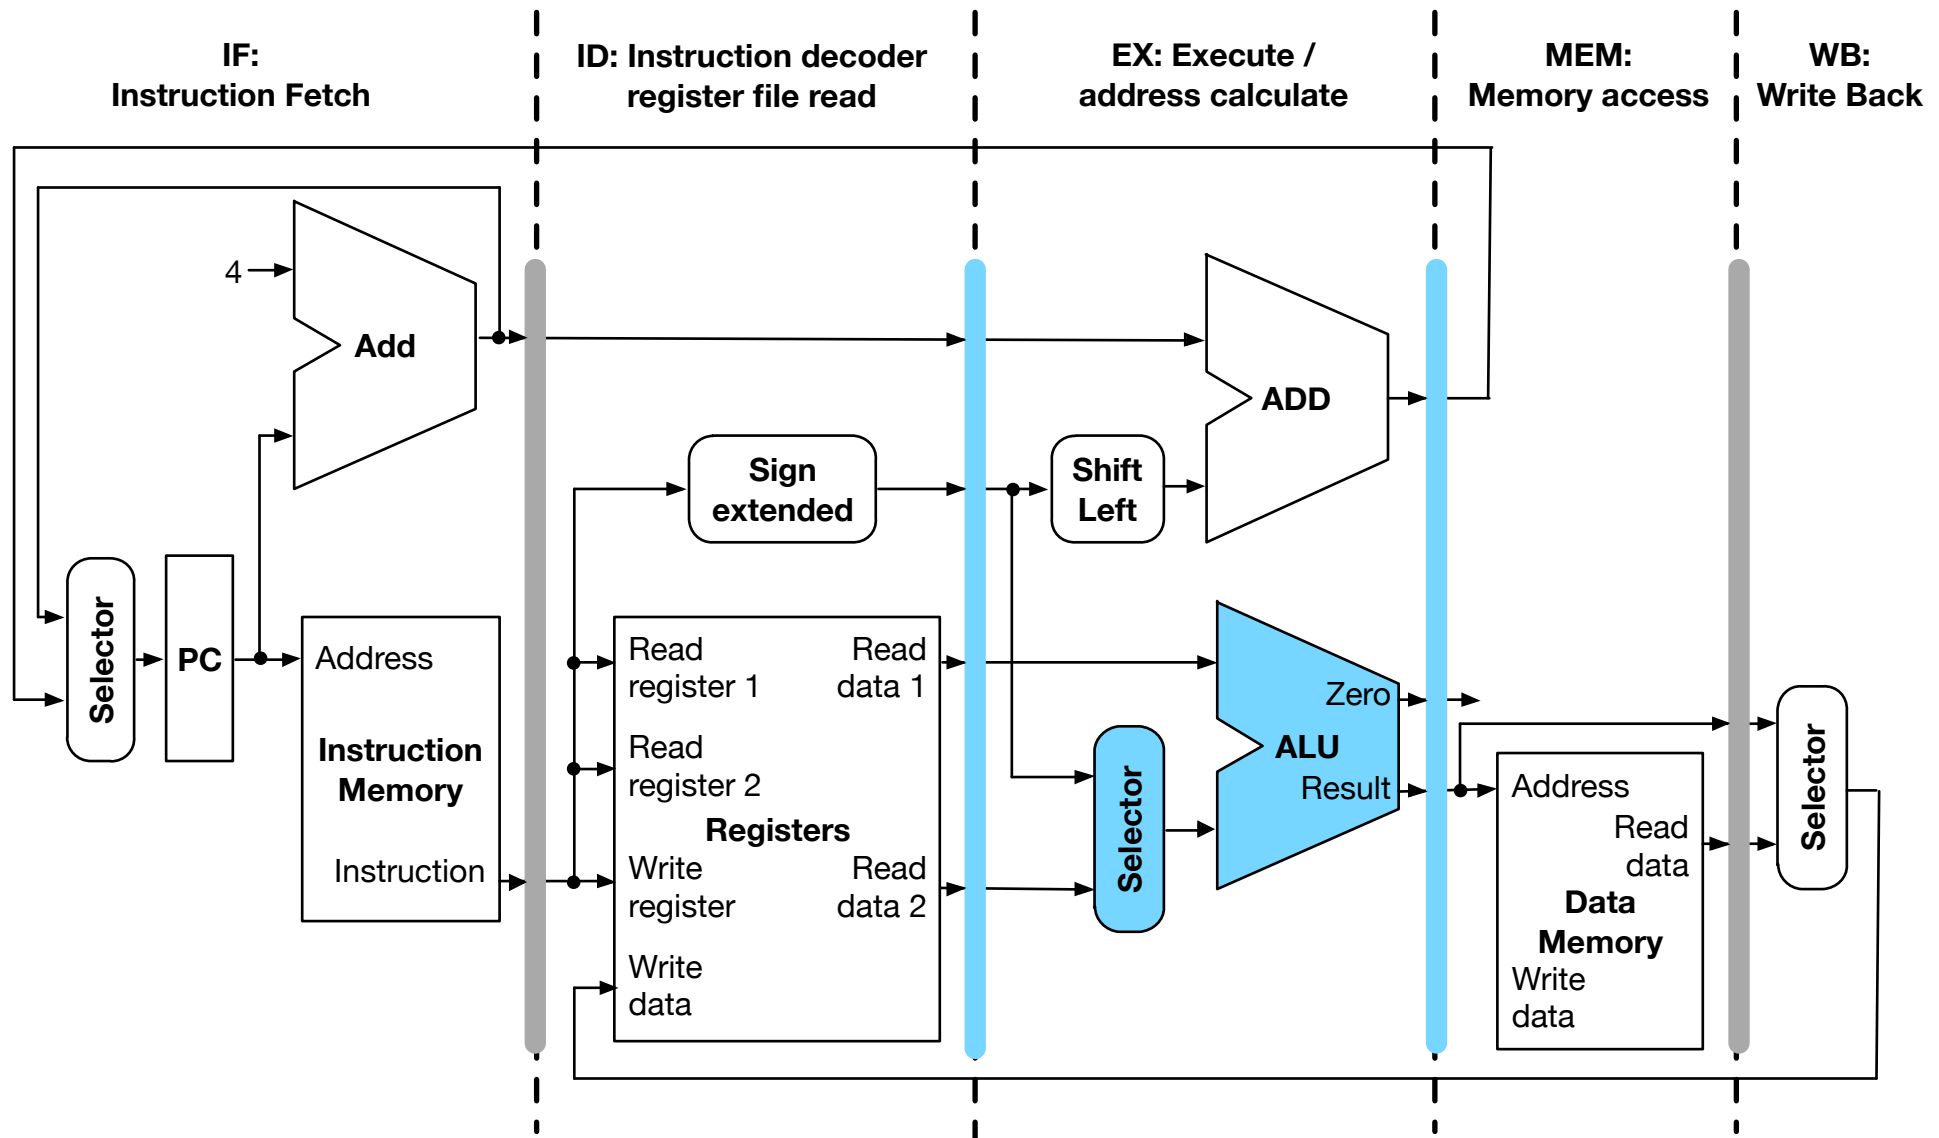 IF:
Instruction Fetch
ID: Instruction decoder
register file read
EX: Execute /
address calculate
MEM:
Memory access
WB:
Write Back
4
Add
ADD
Sign
extended
Shift
Left
Selector
PC
Address
Instruction
Memory
Instruction
Read
register 1
Read
data 1
Read
register 2
Registers
Write
register
Read
data 2
Write
data
Selector
Zero
ALU
Result
Address
Read
data
Data
Memory
Write
data
Selector